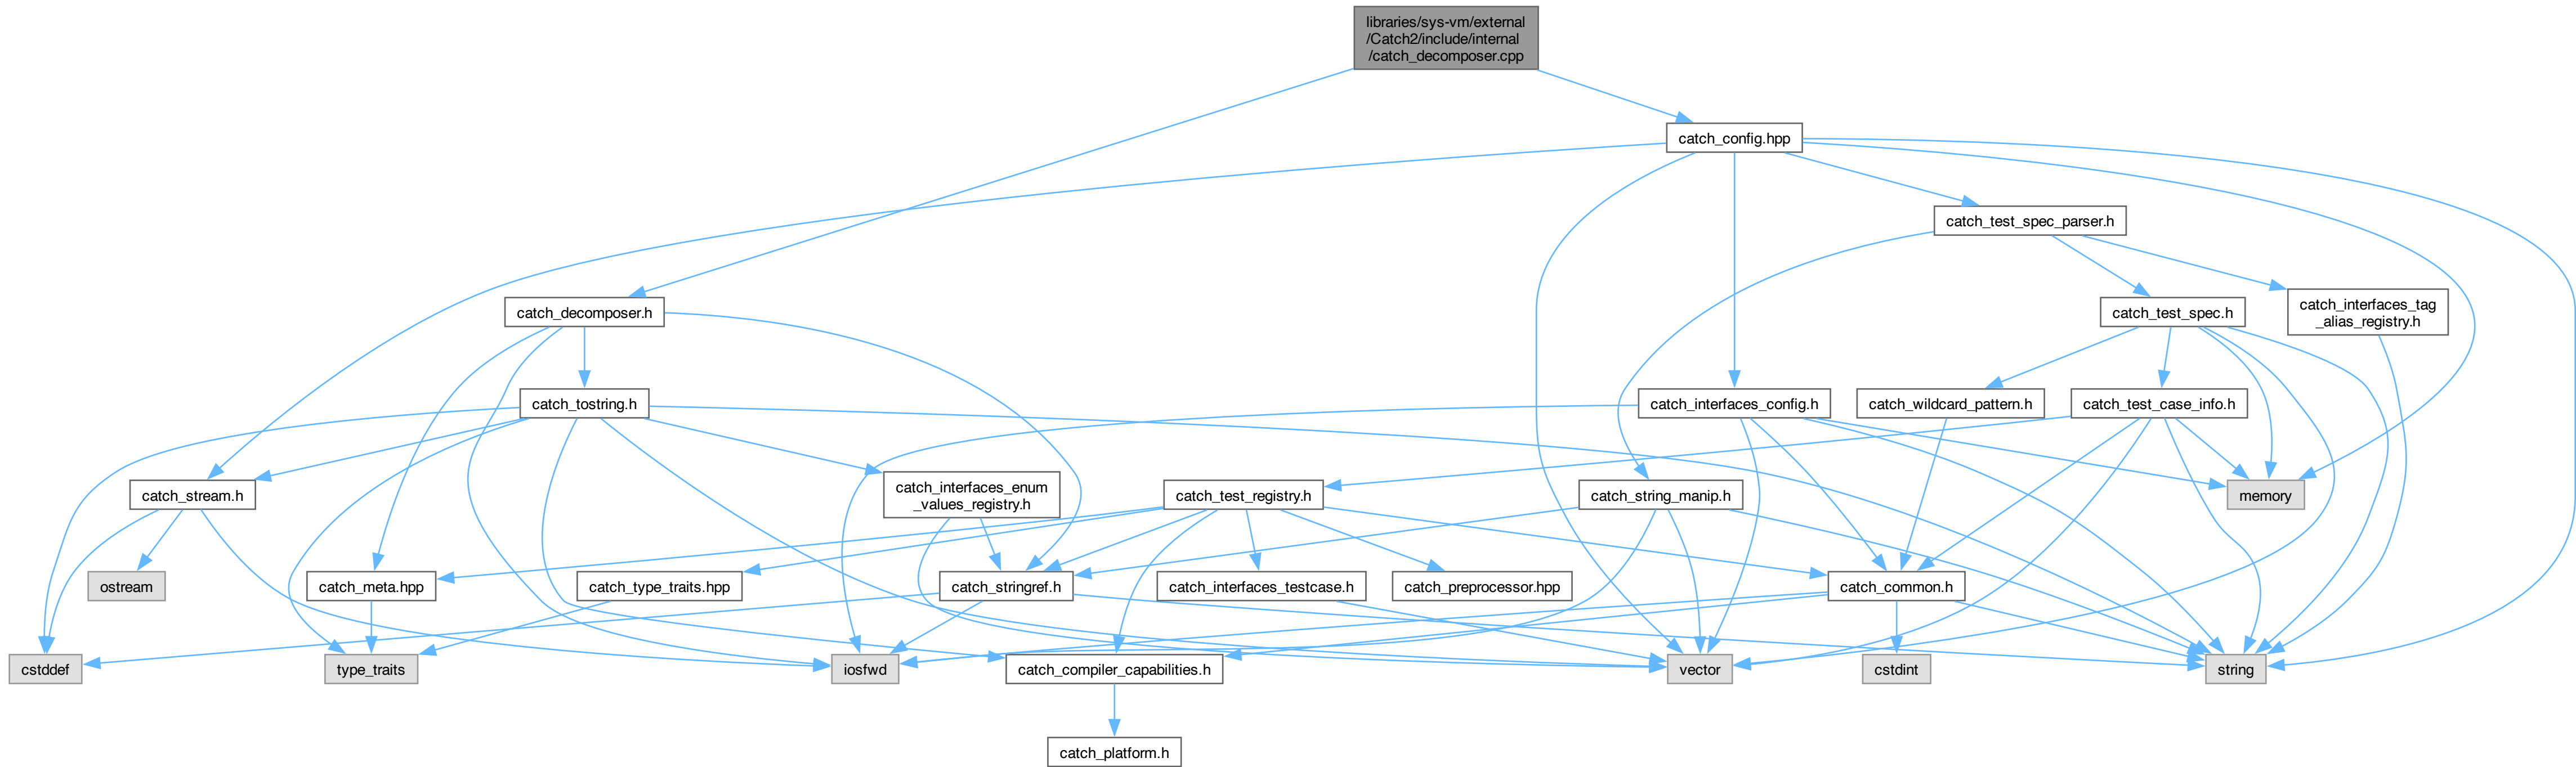 libraries/sys-vm/external
/Catch2/include/internal
/catch_decomposer.cpp
catch_config.hpp
catch_test_spec_parser.h
catch_decomposer.h
catch_test_spec.h
catch_interfaces_tag
_alias_registry.h
catch_tostring.h
catch_interfaces_config.h
catch_wildcard_pattern.h
catch_test_case_info.h
catch_stream.h
catch_interfaces_enum
_values_registry.h
catch_test_registry.h
catch_string_manip.h
memory
ostream
catch_meta.hpp
catch_type_traits.hpp
catch_stringref.h
catch_interfaces_testcase.h
catch_preprocessor.hpp
catch_common.h
cstddef
type_traits
iosfwd
catch_compiler_capabilities.h
vector
cstdint
string
catch_platform.h